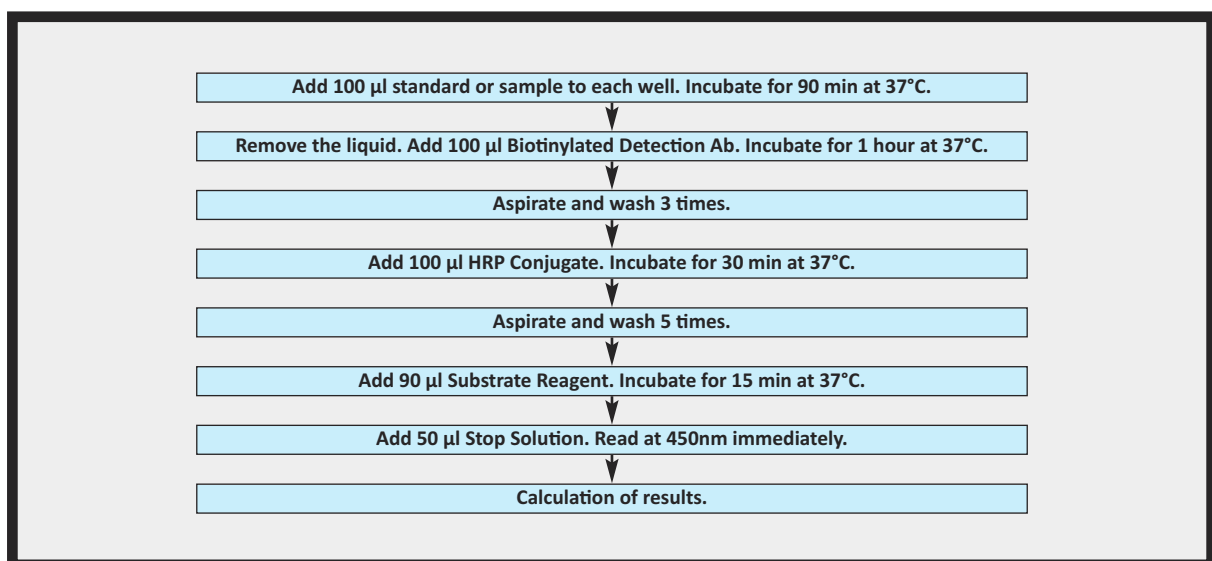 Add 100 µl standard or sample to each well. Incubate for 90 min at 37°C.
Remove the liquid. Add 100 µl Biotinylated Detection Ab. Incubate for 1 hour at 37°C.
Aspirate and wash 3 times.
Add 100 µl HRP Conjugate. Incubate for 30 min at 37°C.
Aspirate and wash 5 times.
Add 90 µl Substrate Reagent. Incubate for 15 min at 37°C.
Add 50 µl Stop Solution. Read at 450nm immediately.
Calculation of results.